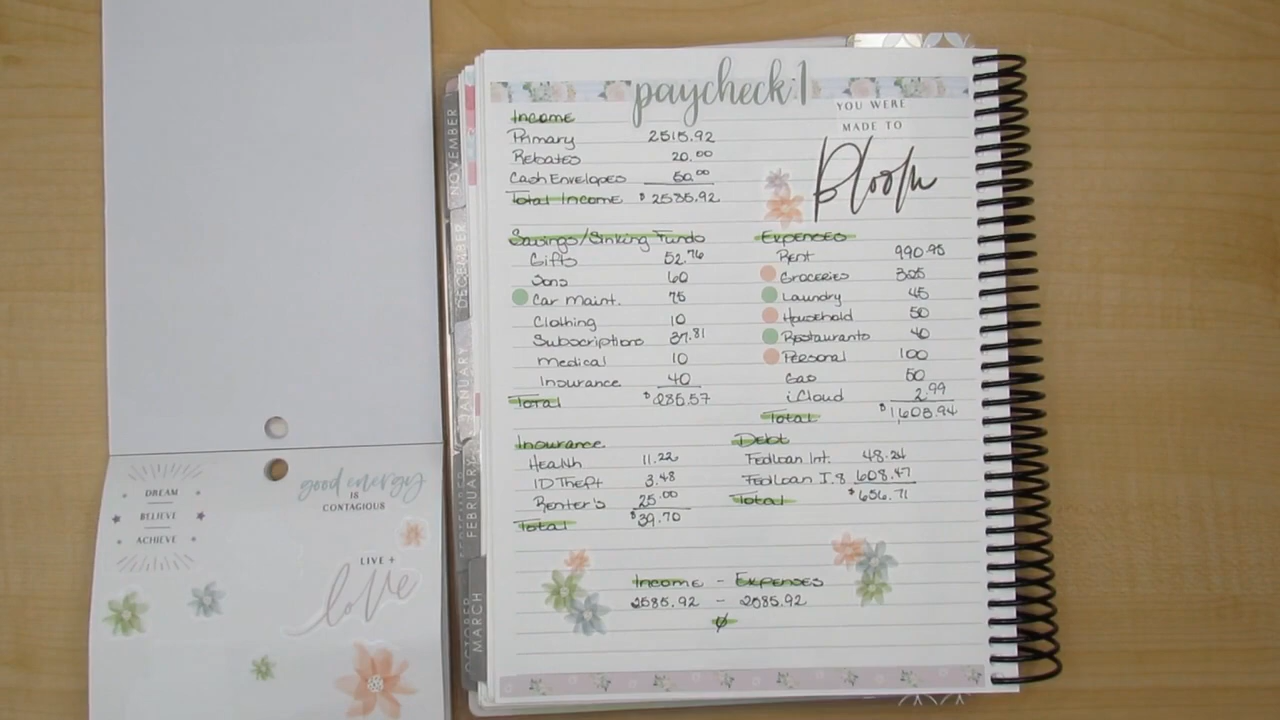 paycheck 1
YOU WERE
MADE TO
bloom
Income
Primary 2515.92
Rebates 20.00
Cash Envelopes 50.00
Total Income $2585.92
Savings/Sinking Funds
Gifts 52.76
Sons 60
Car Maint. 75
Clothing 10
Subscriptions 37.81
Medical 10
Insurance 40
Total $285.57
Expenses
Rent 990.95
Groceries 325
Laundry 45
Household 50
Restaurants 40
Personal 100
Gas 50
iCloud 2.99
Total $1,603.94
Insurance
Health 11.22
ID Theft 3.48
Renter's 25.00
Total $39.70
Debt
Fedloan Int. 48.24
Fedloan I.8 608.47
Total $656.71
Income - Expenses
2585.92 - 2585.92
0
NOVEMBER
DECEMBER
JANUARY
FEBRUARY
MARCH
OCTOBER
DREAM
BELIEVE
ACHIEVE
good energy
IS
CONTAGIOUS
LIVE +
love